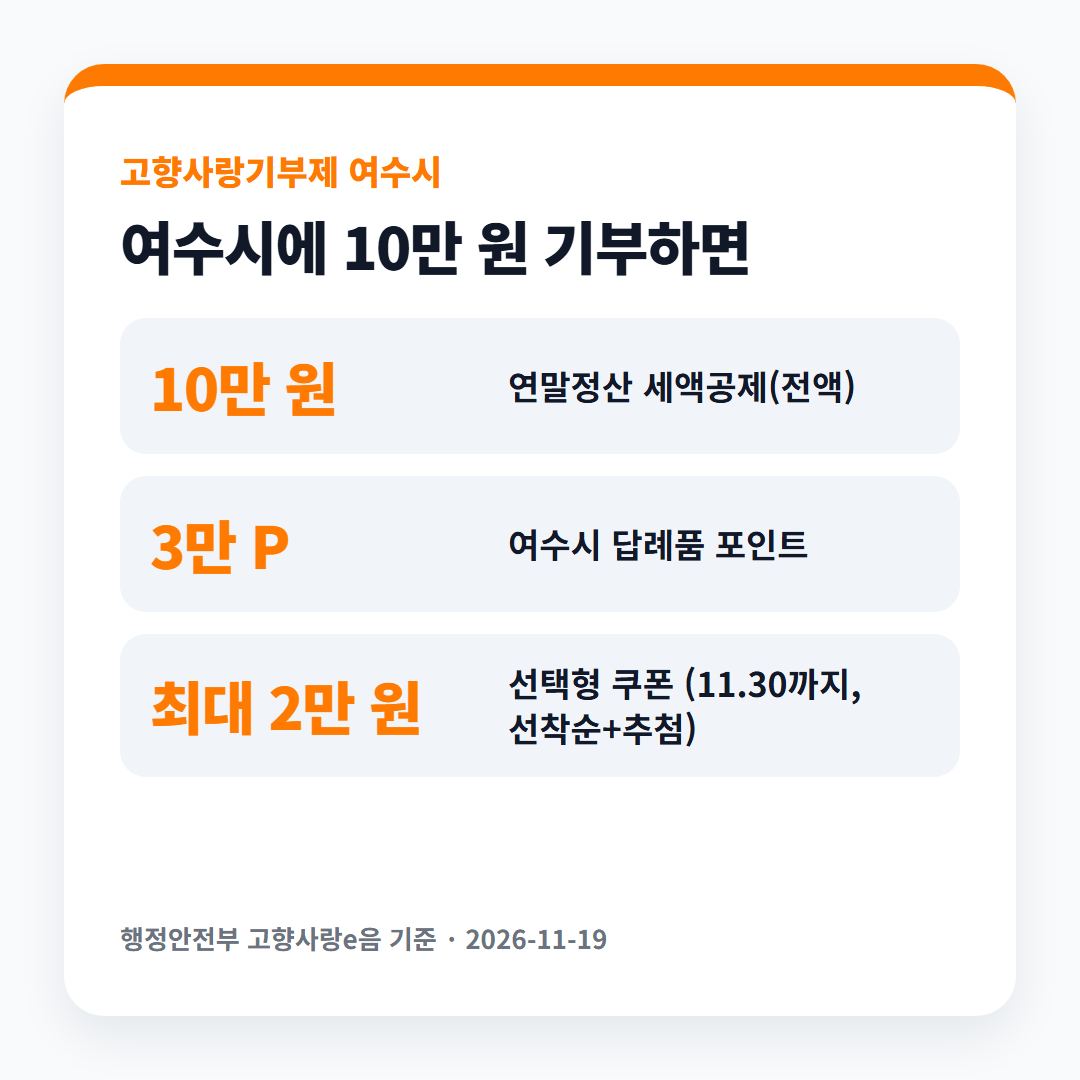 고향사랑기부제 여수시
여수시에 10만 원 기부하면
10만 원
연말정산 세액공제(전액)
3만 P
여수시 답례품 포인트
최대 2만 원
선택형 쿠폰 (11.30까지,
선착순+추첨)
행정안전부 고향사랑e음 기준 · 2026-11-19